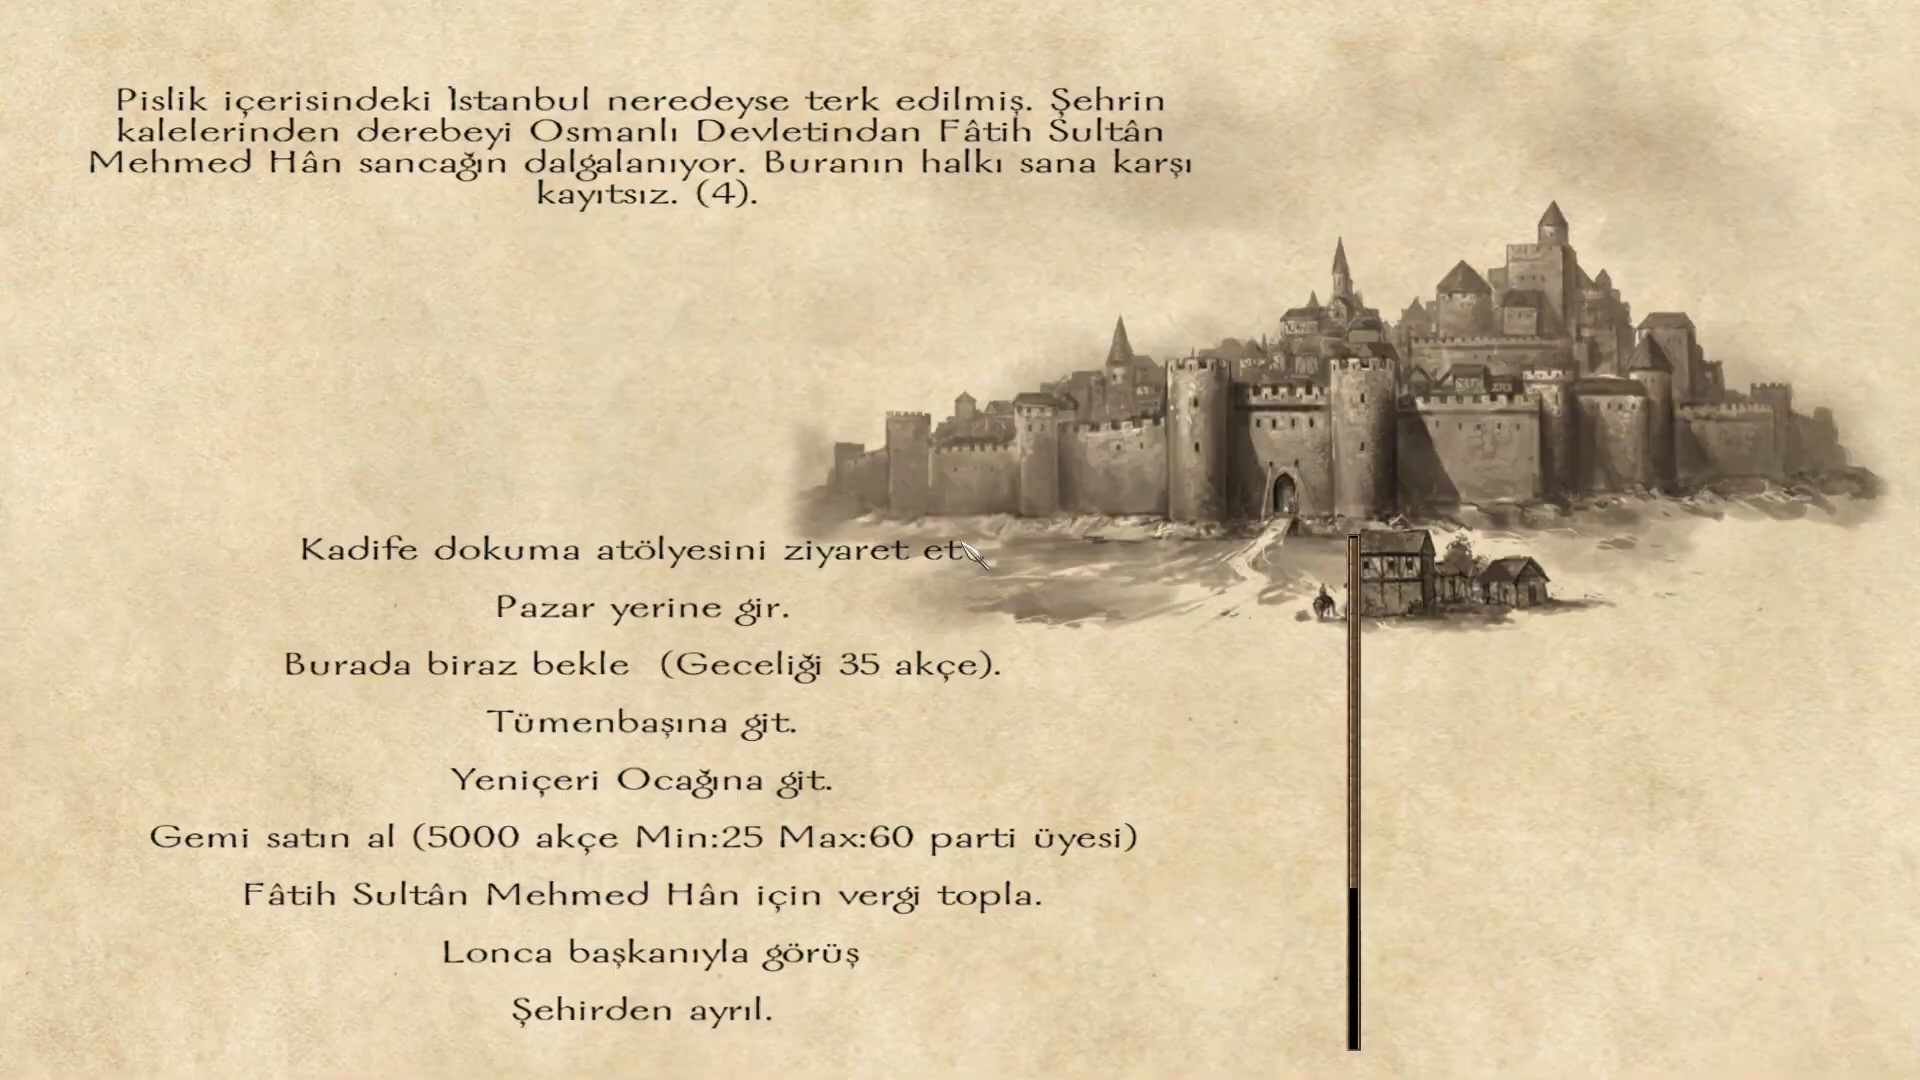 Pislik içerisindeki İstanbul neredeyse terk edilmiş. Şehrin
kalelerinden derebeyi Osmanlı Devletindan Fâtih Sultân
Mehmed Hân sancağın dalgalanıyor. Buranın halkı sana karşı
kayıtsız. (4).
Kadife dokuma atölyesini ziyaret et.
Pazar yerine gir.
Burada biraz bekle (Geceliği 35 akçe).
Tümenbaşına git.
Yeniçeri Ocağına git.
Gemi satın al (5000 akçe Min:25 Max:60 parti üyesi)
Fâtih Sultân Mehmed Hân için vergi topla.
Lonca başkanıyla görüş
Şehirden ayrıl.